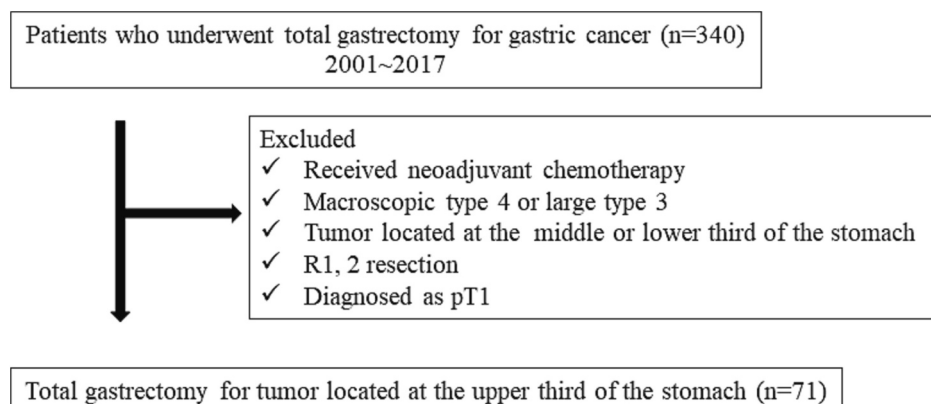 Patients who underwent total gastrectomy for gastric cancer (n=340)
2001~2017
Excluded
✓ Received neoadjuvant chemotherapy
✓ Macroscopic type 4 or large type 3
✓ Tumor located at the middle or lower third of the stomach
✓ R1, 2 resection
✓ Diagnosed as pT1
Total gastrectomy for tumor located at the upper third of the stomach (n=71)